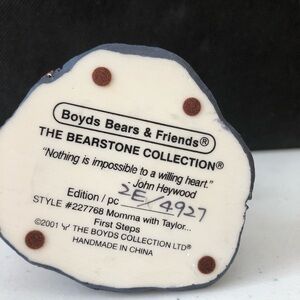 Boyds Bears & Friends®
THE BEARSTONE COLLECTION®
"Nothing is impossible to a willing heart."
- John Heywood
Edition / pc 2E/4927
STYLE #227768 Momma with Taylor...
First Steps
©2001 THE BOYDS COLLECTION LTD®
HANDMADE IN CHINA